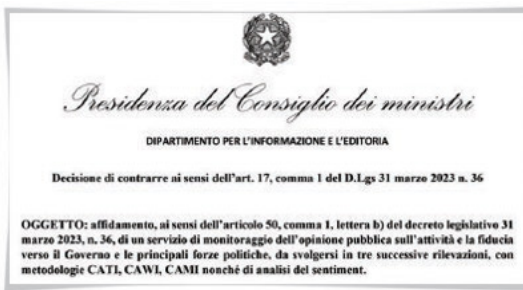 Presidenza del Consiglio dei ministri
DIPARTIMENTO PER L'INFORMAZIONE E L'EDITORIA
Decisione di contrarre ai sensi dell'art. 17, comma 1 del D.Lgs 31 marzo 2023 n. 36
OGGETTO: affidamento, ai sensi dell'articolo 50, comma 1, lettera b) del decreto legislativo 31
marzo 2023, n. 36, di un servizio di monitoraggio dell'opinione pubblica sull'attività e la fiducia
verso il Governo e le principali forze politiche, da svolgersi in tre successive rilevazioni, con
metodologie CATI, CAWI, CAMI nonché di analisi del sentiment.